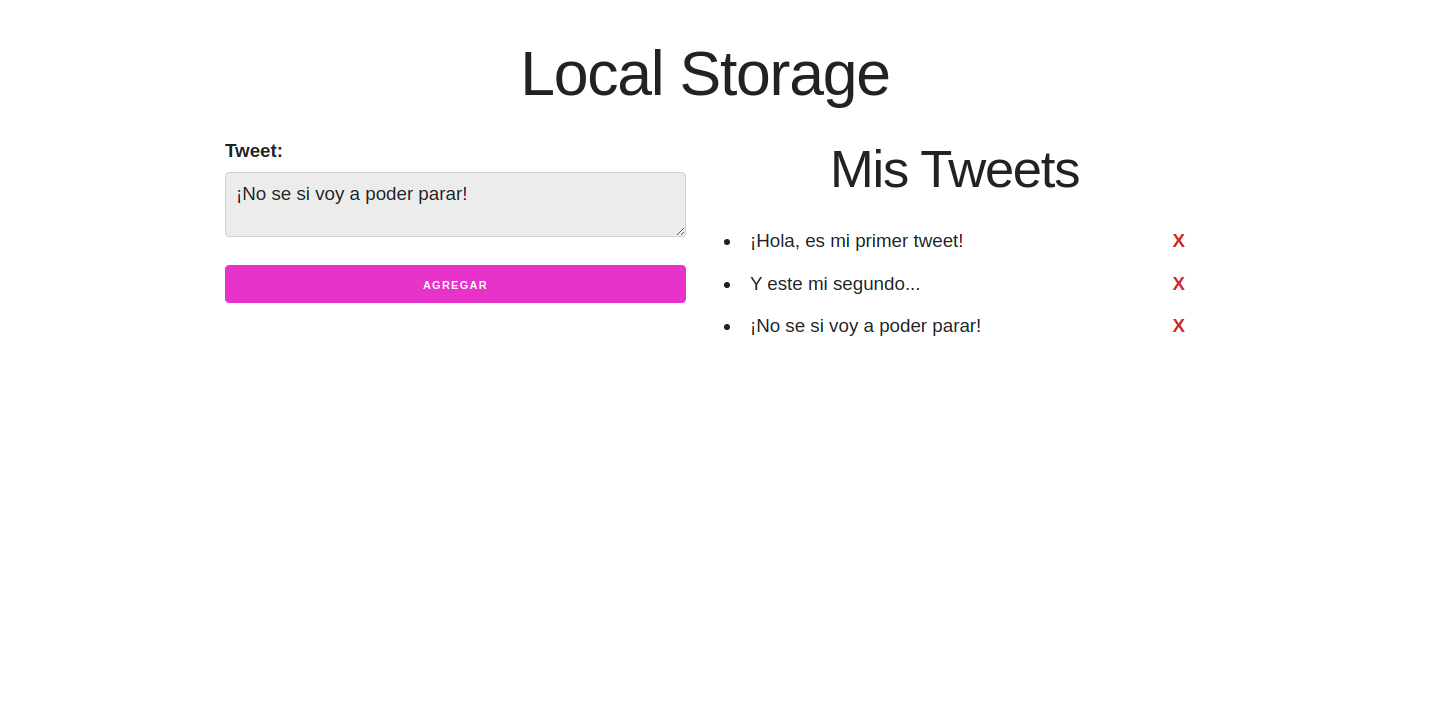 Local Storage
Tweet:
¡No se si voy a poder parar!
AGREGAR
Mis Tweets
¡Hola, es mi primer tweet! X
Y este mi segundo... X
¡No se si voy a poder parar! X